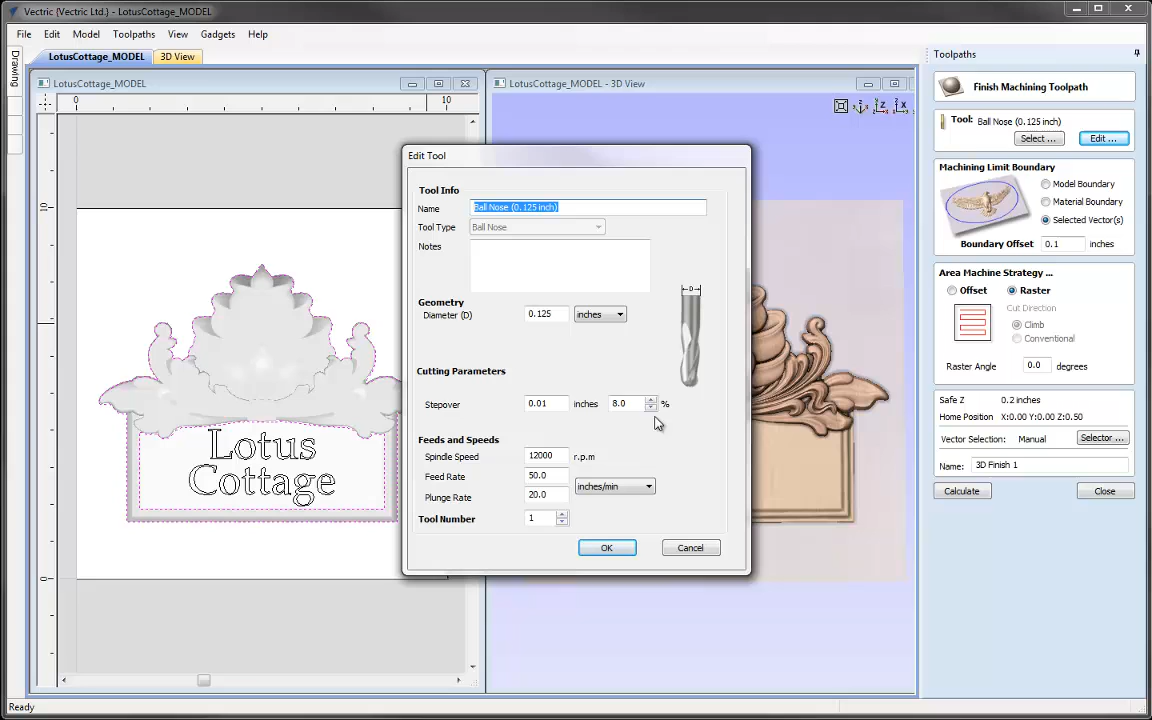 Vectric {Vectric Ltd.} - LotusCottage_MODEL
File Edit Model Toolpaths View Gadgets Help
LotusCottage_MODEL 3D View
Drawing
LotusCottage_MODEL
0 10
10
0
Lotus
Cottage
LotusCottage_MODEL - 3D View
Edit Tool
Tool Info
Name Ball Nose (0.125 inch)
Tool Type Ball Nose
Notes
Geometry
Diameter (D) 0.125 inches
D
Cutting Parameters
Stepover 0.01 inches 8.0 %
Feeds and Speeds
Spindle Speed 12000 r.p.m
Feed Rate 50.0
inches/min
Plunge Rate 20.0
Tool Number 1
OK Cancel
Toolpaths
Finish Machining Toolpath
Tool: Ball Nose (0.125 inch)
Select ... Edit ...
Machining Limit Boundary
Model Boundary
Material Boundary
Selected Vector(s)
Boundary Offset 0.1 inches
Area Machine Strategy ...
Offset Raster
Cut Direction
Climb
Conventional
Raster Angle 0.0 degrees
Safe Z 0.2 inches
Home Position X:0.00 Y:0.00 Z:0.50
Vector Selection: Manual Selector ...
Name: 3D Finish 1
Calculate Close
Ready